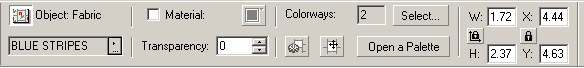 Object: Fabric
Material:
Colorways: 2 Select...
W: 1.72 X: 4.44
BLUE STRIPES ...
Transparency: 0
Open a Palette
H: 2.37 Y: 4.63